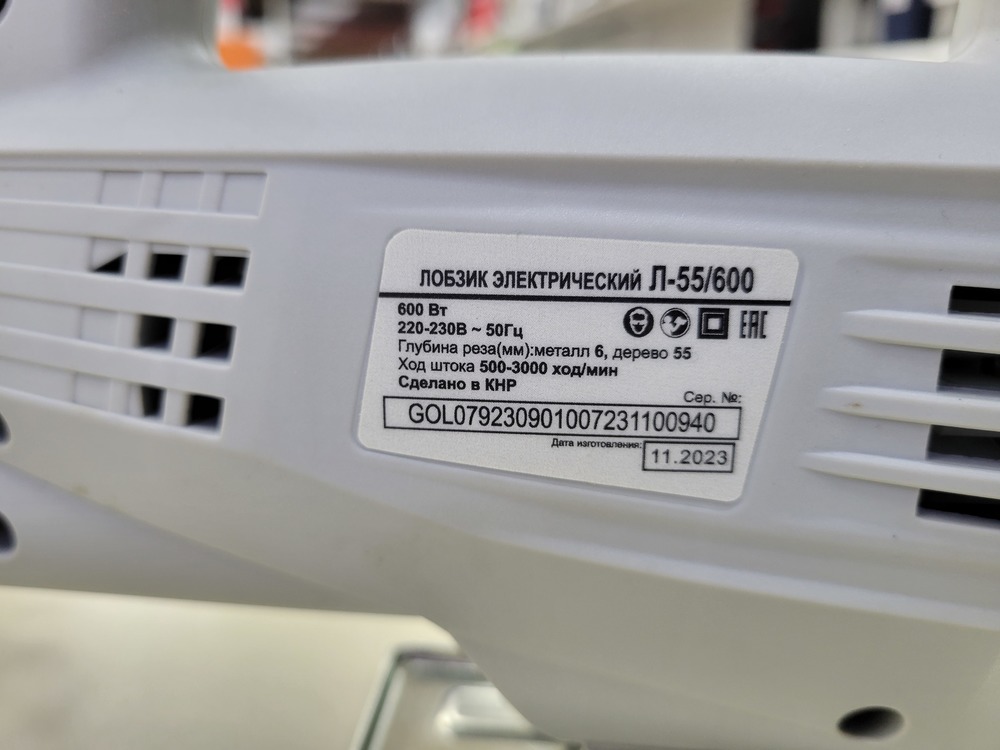 ЛОБЗИК ЭЛЕКТРИЧЕСКИЙ Л-55/600
600 Вт
220-230В ~ 50Гц
EAC
Глубина реза(мм):металл 6, дерево 55
Ход штока 500-3000 ход/мин
Сделано в КНР
Сер. №:
GOL079230901007231100940
Дата изготовления:
11.2023